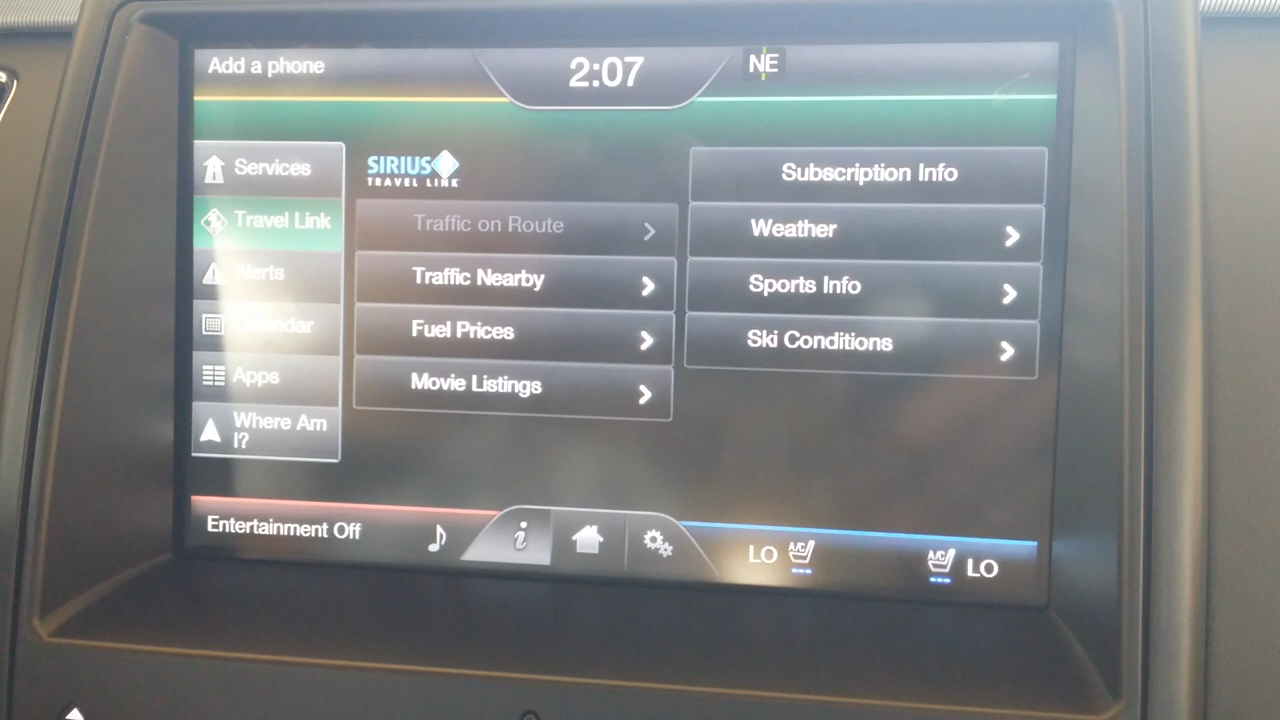 Add a phone
2:07
NE
Services
Travel Link
Alerts
Calendar
Apps
Where Am
I?
SIRIUS
TRAVEL LINK
Traffic on Route
Traffic Nearby
Fuel Prices
Movie Listings
Subscription Info
Weather
Sports Info
Ski Conditions
Entertainment Off
i
LO A/C
A/C LO